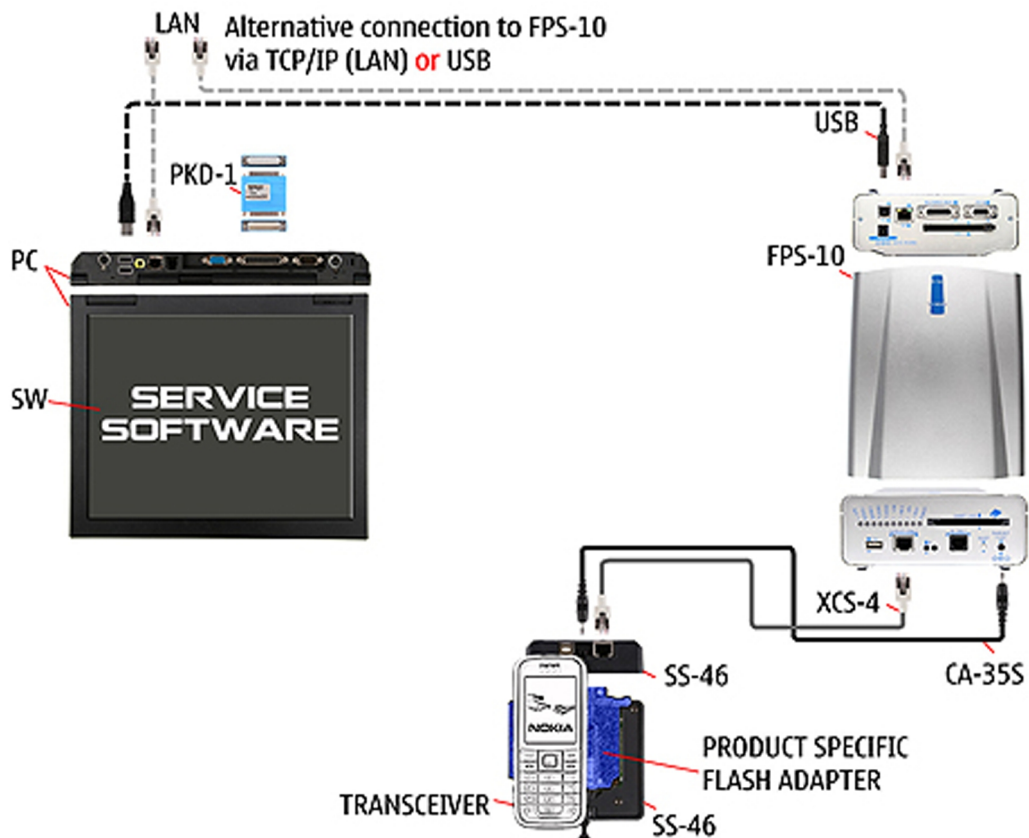 LAN
Alternative connection to FPS-10
via TCP/IP (LAN) or USB
USB
PKD-1
PC
FPS-10
SW
SERVICE
SOFTWARE
XCS-4
CA-35S
SS-46
NOKIA
PRODUCT SPECIFIC
FLASH ADAPTER
TRANSCEIVER
SS-46